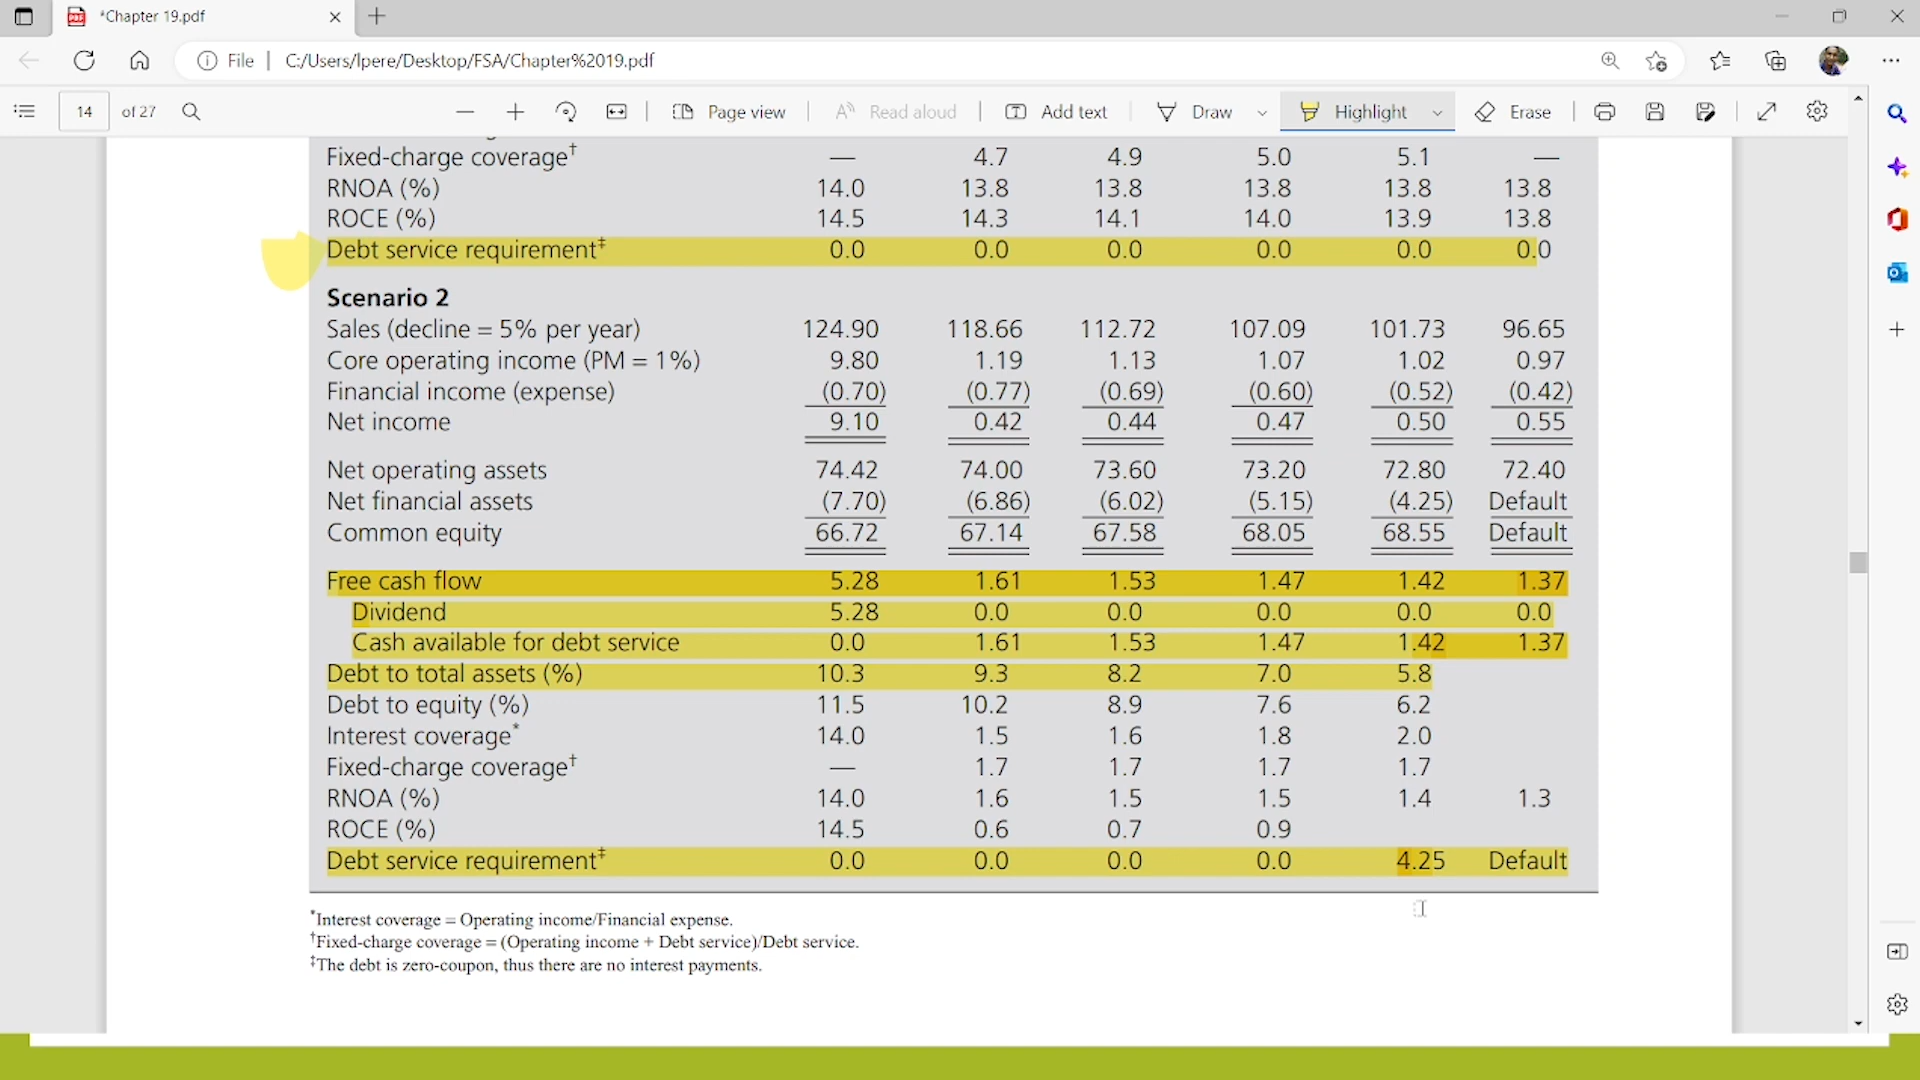 *Chapter 19.pdf
File | C:/Users/lpere/Desktop/FSA/Chapter%2019.pdf
14 of 27 Page view Read aloud Add text Draw Highlight Erase
Fixed-charge coverage† — 4.7 4.9 5.0 5.1 —
RNOA (%) 14.0 13.8 13.8 13.8 13.8 13.8
ROCE (%) 14.5 14.3 14.1 14.0 13.9 13.8
Debt service requirement‡ 0.0 0.0 0.0 0.0 0.0 0.0
Scenario 2
Sales (decline = 5% per year) 124.90 118.66 112.72 107.09 101.73 96.65
Core operating income (PM = 1%) 9.80 1.19 1.13 1.07 1.02 0.97
Financial income (expense) (0.70) (0.77) (0.69) (0.60) (0.52) (0.42)
Net income 9.10 0.42 0.44 0.47 0.50 0.55
Net operating assets 74.42 74.00 73.60 73.20 72.80 72.40
Net financial assets (7.70) (6.86) (6.02) (5.15) (4.25) Default
Common equity 66.72 67.14 67.58 68.05 68.55 Default
Free cash flow 5.28 1.61 1.53 1.47 1.42 1.37
Dividend 5.28 0.0 0.0 0.0 0.0 0.0
Cash available for debt service 0.0 1.61 1.53 1.47 1.42 1.37
Debt to total assets (%) 10.3 9.3 8.2 7.0 5.8
Debt to equity (%) 11.5 10.2 8.9 7.6 6.2
Interest coverage* 14.0 1.5 1.6 1.8 2.0
Fixed-charge coverage† — 1.7 1.7 1.7 1.7
RNOA (%) 14.0 1.6 1.5 1.5 1.4 1.3
ROCE (%) 14.5 0.6 0.7 0.9
Debt service requirement‡ 0.0 0.0 0.0 0.0 4.25 Default
*Interest coverage = Operating income/Financial expense.
†Fixed-charge coverage = (Operating income + Debt service)/Debt service.
‡The debt is zero-coupon, thus there are no interest payments.